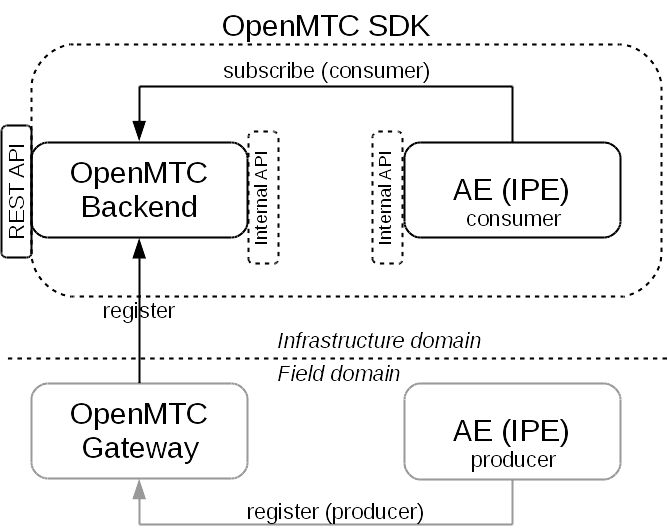 OpenMTC SDK
subscribe (consumer)
REST API
OpenMTC
Backend
Internal API
Internal API
AE (IPE)
consumer
register
Infrastructure domain
Field domain
OpenMTC
Gateway
AE (IPE)
producer
register (producer)